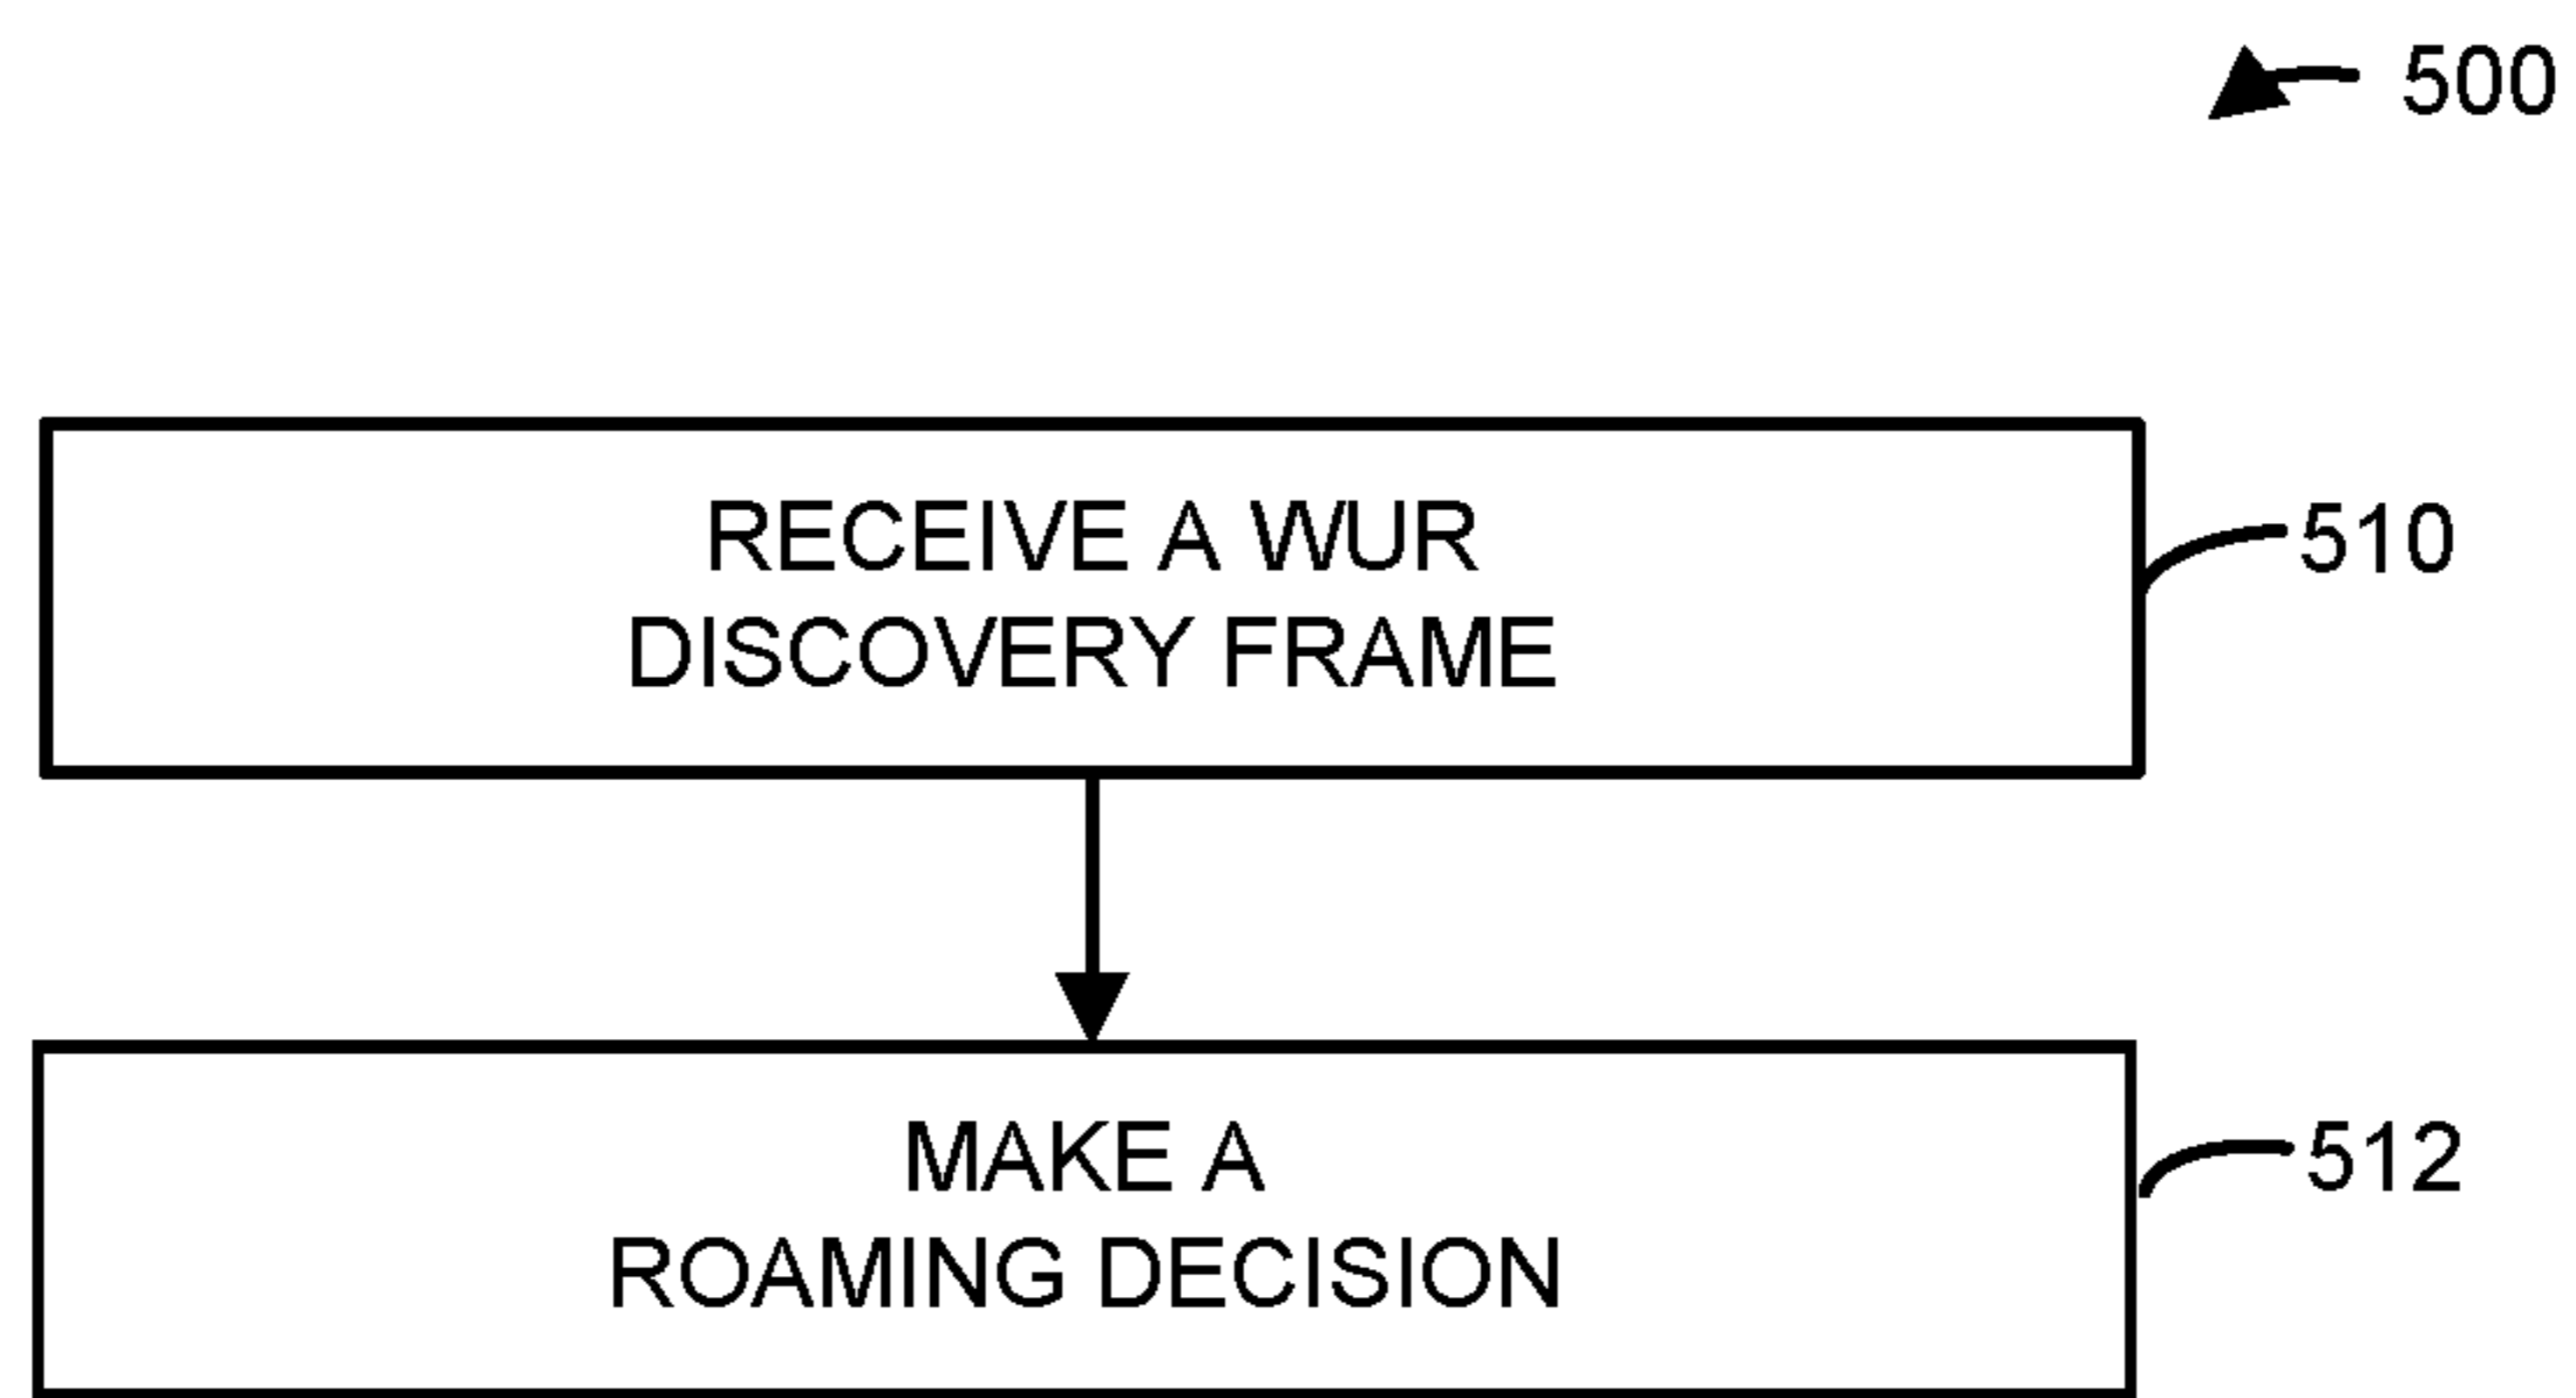 500
RECEIVE A WUR
DISCOVERY FRAME
510
MAKE A
ROAMING DECISION
512